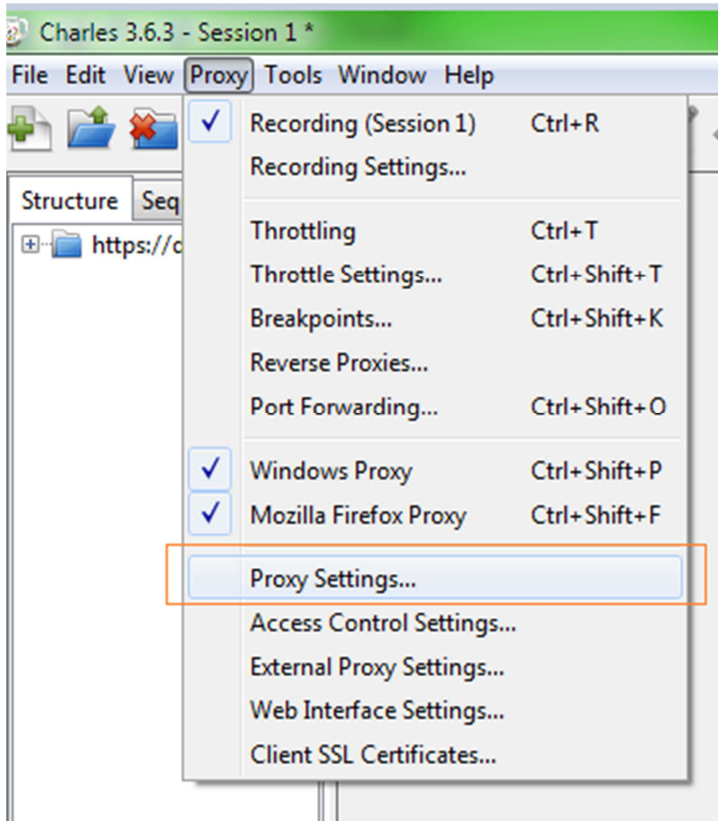 Charles 3.6.3 - Session 1 *
File Edit View Proxy Tools Window Help
Recording (Session 1) Ctrl+R
Recording Settings...
Structure
Throttling Ctrl+T
https://
Throttle Settings... Ctrl+Shift+T
Breakpoints... Ctrl+Shift+K
Reverse Proxies...
Port Forwarding... Ctrl+Shift+O
Windows Proxy Ctrl+Shift+P
Mozilla Firefox Proxy Ctrl+Shift+F
Proxy Settings...
Access Control Settings...
External Proxy Settings...
Web Interface Settings...
Client SSL Certificates...